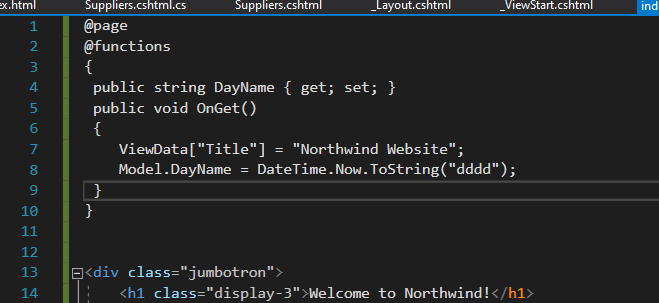 ex.html Suppliers.cshtml.cs Suppliers.cshtml _Layout.cshtml _ViewStart.cshtml ind
1 @page
2 @functions
3 {
4 public string DayName { get; set; }
5 public void OnGet()
6 {
7 ViewData["Title"] = "Northwind Website";
8 Model.DayName = DateTime.Now.ToString("dddd");
9 }
10 }
11
12
13 <div class="jumbotron">
14 <h1 class="display-3">Welcome to Northwind!</h1>